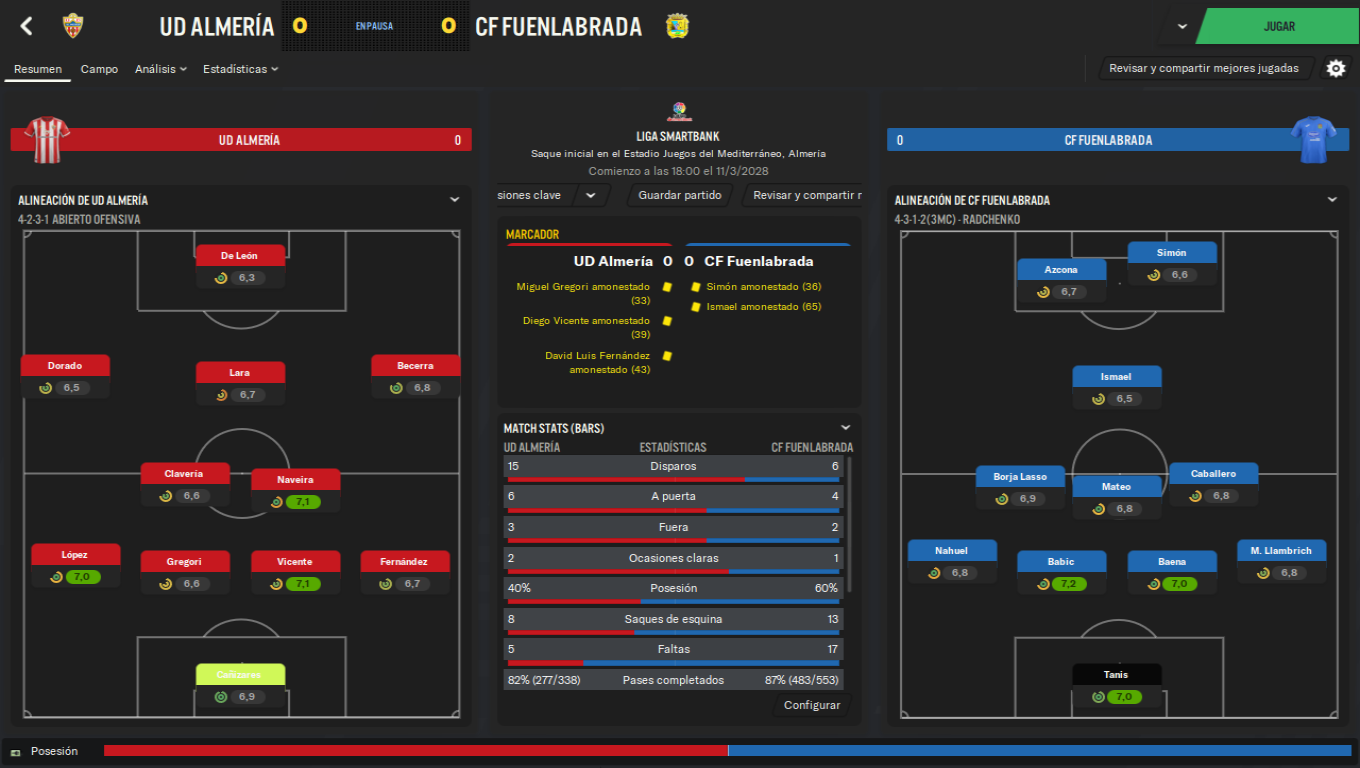 UD ALMERÍA 0 EN PAUSA 0 CF FUENLABRADA
JUGAR
Resumen Campo Análisis Estadísticas
Revisar y compartir mejores jugadas
UD ALMERÍA 0
LIGA SMARTBANK
Saque inicial en el Estadio Juegos del Mediterráneo, Almería
Comienzo a las 18:00 el 11/3/2028
siones clave Guardar partido Revisar y compartir r
0 CF FUENLABRADA
ALINEACIÓN DE UD ALMERÍA
4-2-3-1 ABIERTO OFENSIVA
De León
6,3
Dorado
6,5
Lara
6,7
Becerra
6,8
Clavería
6,6
Naveira
7,1
López
7,0
Gregori
6,6
Vicente
7,1
Fernández
6,7
Cañizares
6,9
MARCADOR
UD Almería 0 0 CF Fuenlabrada
Miguel Gregori amonestado
(33)
Diego Vicente amonestado
(39)
David Luis Fernández
amonestado (43)
Simón amonestado (36)
Ismael amonestado (65)
MATCH STATS (BARS)
UD ALMERÍA ESTADÍSTICAS CF FUENLABRADA
15 Disparos 6
6 A puerta 4
3 Fuera 2
2 Ocasiones claras 1
40% Posesión 60%
8 Saques de esquina 13
5 Faltas 17
82% (277/338) Pases completados 87% (483/553)
Configurar
ALINEACIÓN DE CF FUENLABRADA
4-3-1-2 (3MC) - RADCHENKO
Azcona
6,7
Simón
6,6
Ismael
6,5
Borja Lasso
6,9
Mateo
6,8
Caballero
6,8
Nahuel
6,8
Babic
7,2
Baena
7,0
M. Llambrich
6,8
Tanis
7,0
Posesión